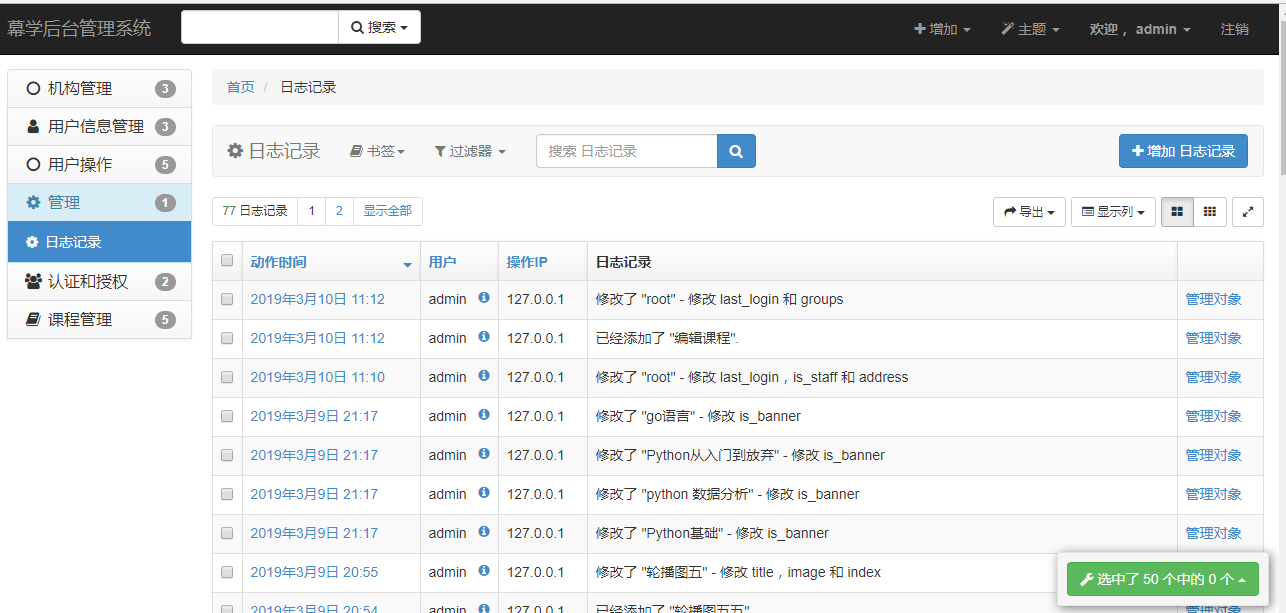 幕学后台管理系统 搜索 增加 主题 欢迎， admin 注销
机构管理 3
用户信息管理 3
用户操作 5
管理 1
日志记录
认证和授权 2
课程管理 5
首页 / 日志记录
日志记录 书签 过滤器 搜索 日志记录 增加 日志记录
77 日志记录 1 2 显示全部 导出 显示列
动作时间 用户 操作IP 日志记录
2019年3月10日 11:12 admin 127.0.0.1 修改了 "root" - 修改 last_login 和 groups 管理对象
2019年3月10日 11:12 admin 127.0.0.1 已经添加了 "编辑课程". 管理对象
2019年3月10日 11:10 admin 127.0.0.1 修改了 "root" - 修改 last_login，is_staff 和 address 管理对象
2019年3月9日 21:17 admin 127.0.0.1 修改了 "go语言" - 修改 is_banner 管理对象
2019年3月9日 21:17 admin 127.0.0.1 修改了 "Python从入门到放弃" - 修改 is_banner 管理对象
2019年3月9日 21:17 admin 127.0.0.1 修改了 "python 数据分析" - 修改 is_banner 管理对象
2019年3月9日 21:17 admin 127.0.0.1 修改了 "Python基础" - 修改 is_banner 管理对象
2019年3月9日 20:55 admin 127.0.0.1 修改了 "轮播图五" - 修改 title，image 和 index
2019年3月9日 20:54 admin 127.0.0.1 已经添加了 "轮播图五五"
选中了 50 个中的 0 个